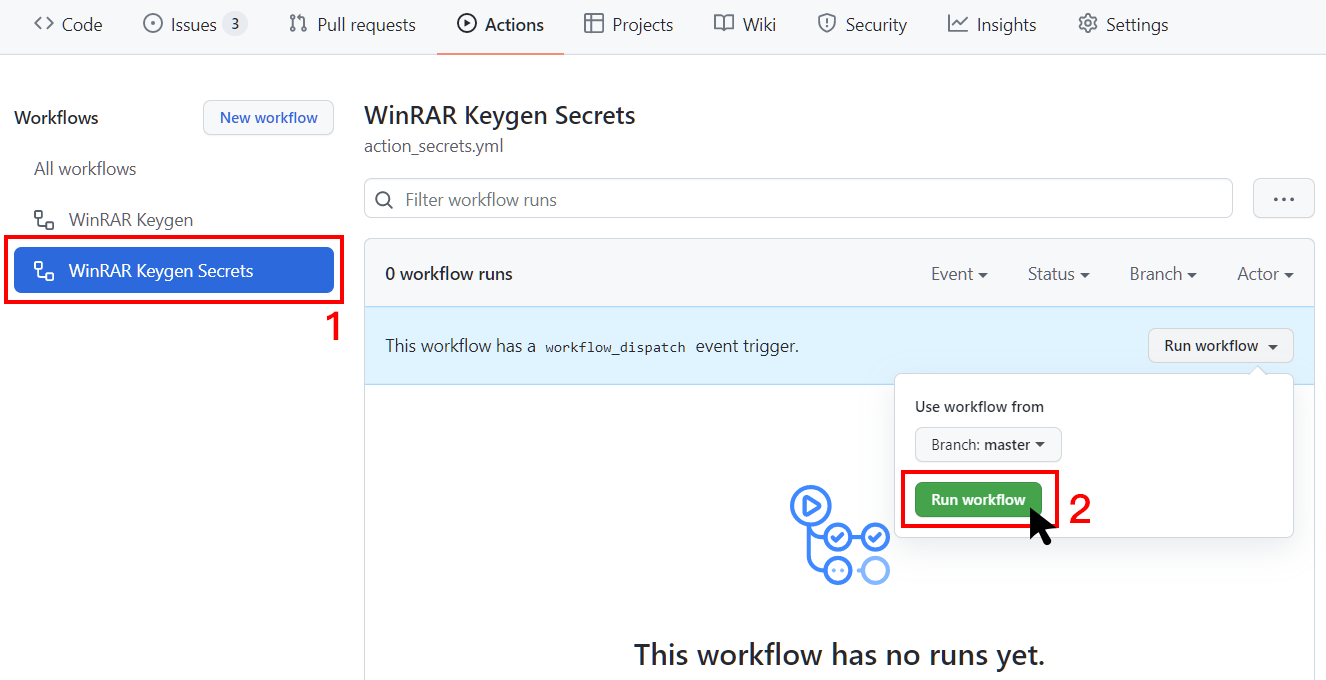 Code Issues 3 Pull requests Actions Projects Wiki Security Insights Settings
Workflows New workflow
All workflows
WinRAR Keygen
WinRAR Keygen Secrets
1
WinRAR Keygen Secrets
action_secrets.yml
Filter workflow runs
0 workflow runs Event Status Branch Actor
This workflow has a workflow_dispatch event trigger. Run workflow
Use workflow from
Branch: master
Run workflow 2
This workflow has no runs yet.